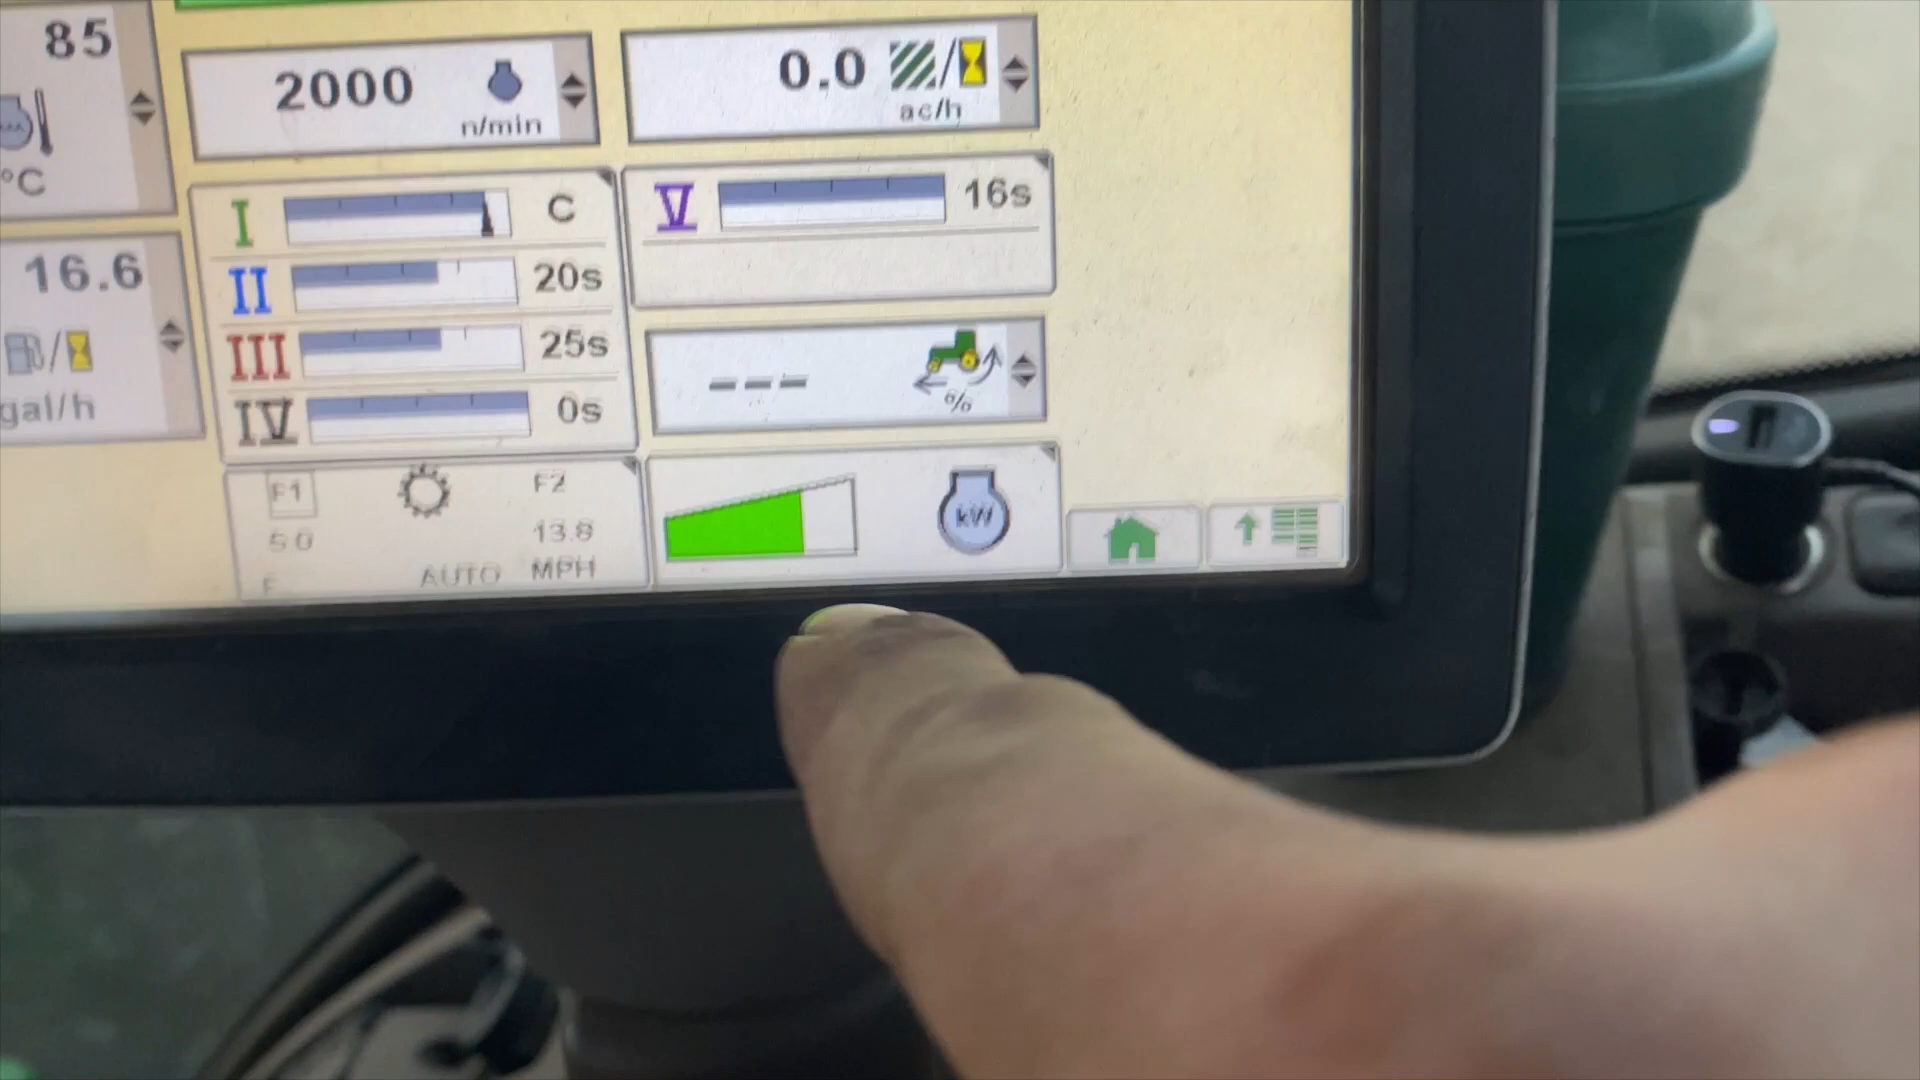 85
°C
2000
n/min
0.0
ac/h
16.6
gal/h
I C
II 20s
III 25s
IV 0s
V 16s
---
%
F1
F2
50
13.8
F
AUTO
MPH
kW